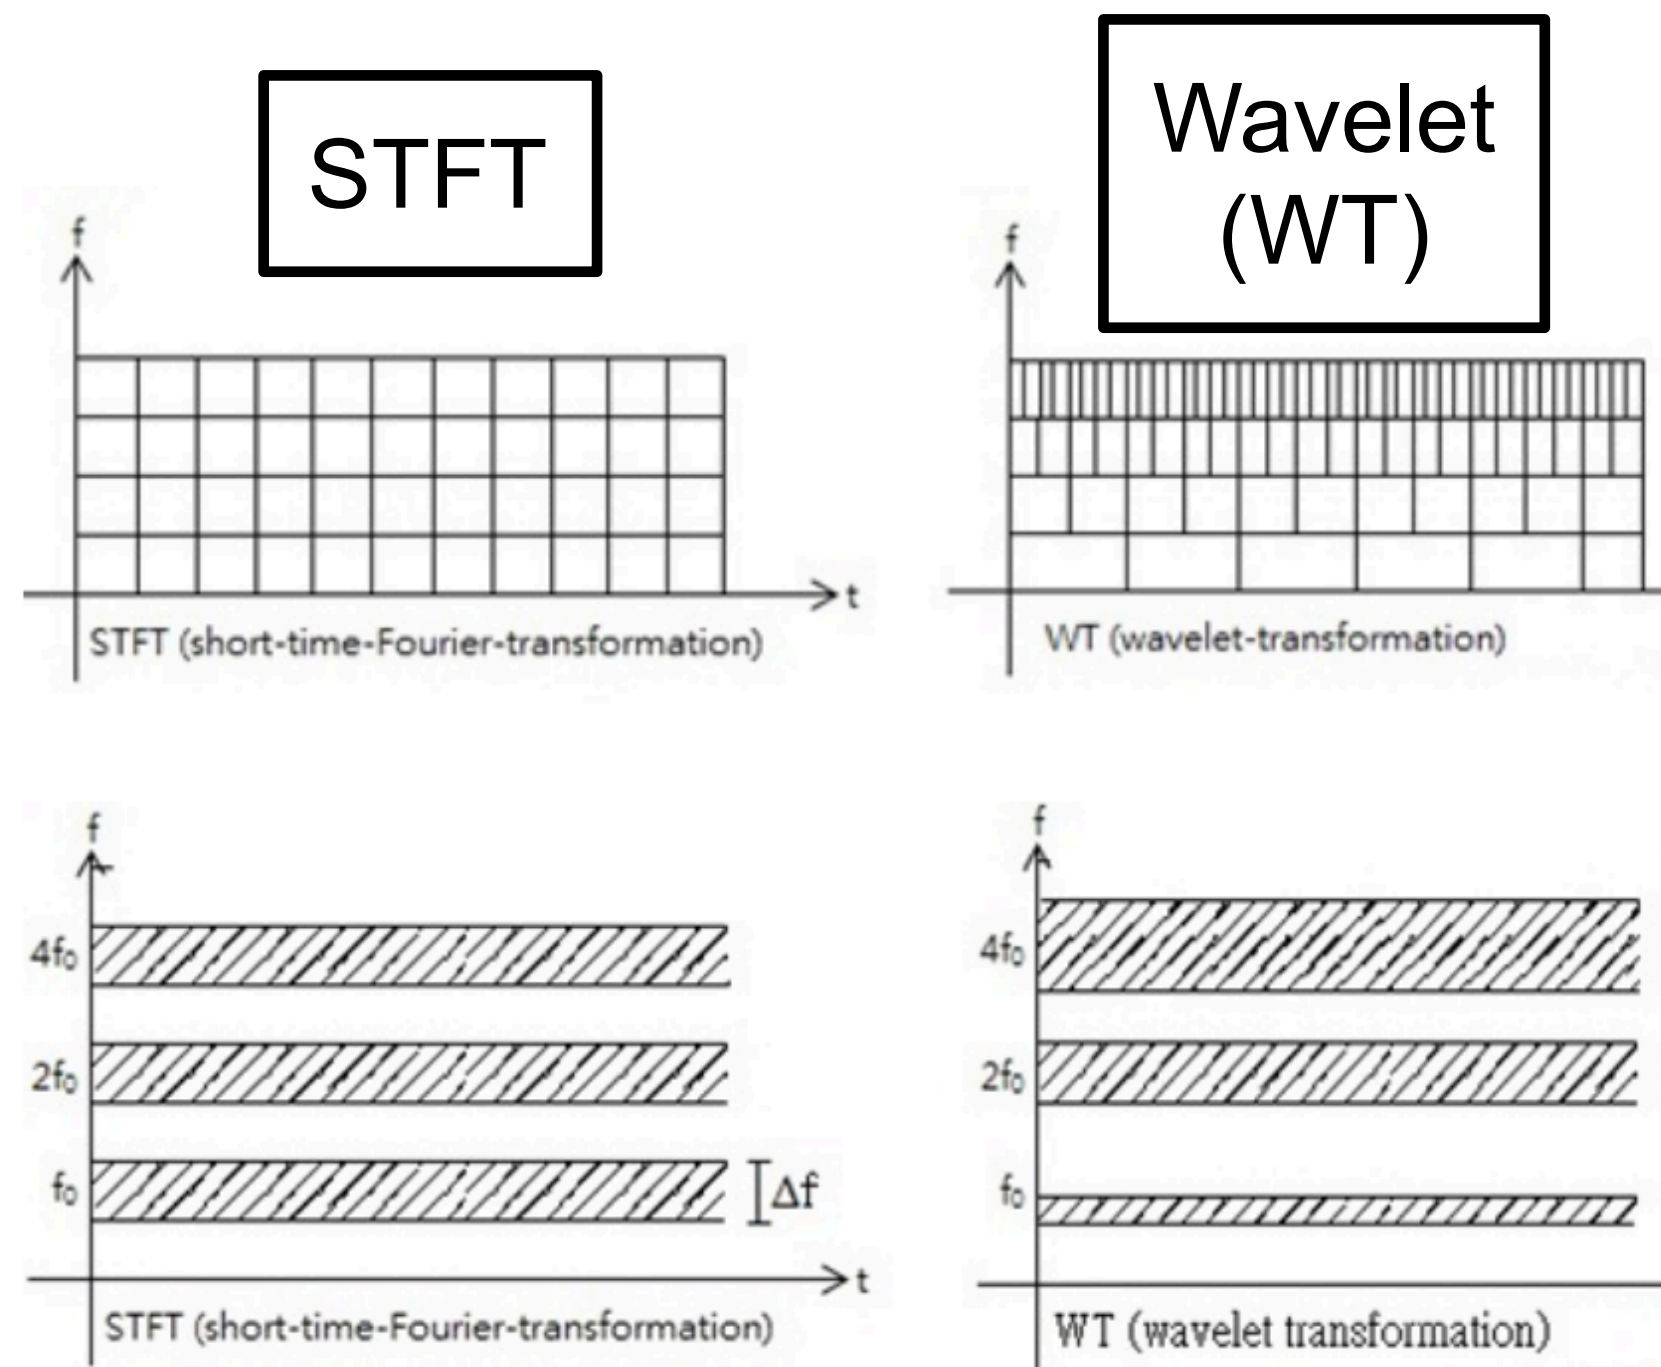 STFT
Wavelet
(WT)
f
t
STFT (short-time-Fourier-transformation)
f
WT (wavelet-transformation)
f
4f₀
2f₀
f₀
Δf
t
STFT (short-time-Fourier-transformation)
f
4f₀
2f₀
f₀
WT (wavelet transformation)